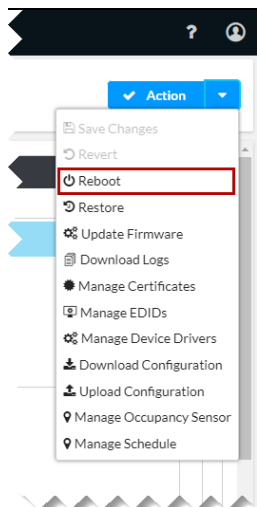 ?
Action
Save Changes
Revert
Reboot
Restore
Update Firmware
Download Logs
Manage Certificates
Manage EDIDs
Manage Device Drivers
Download Configuration
Upload Configuration
Manage Occupancy Sensor
Manage Schedule